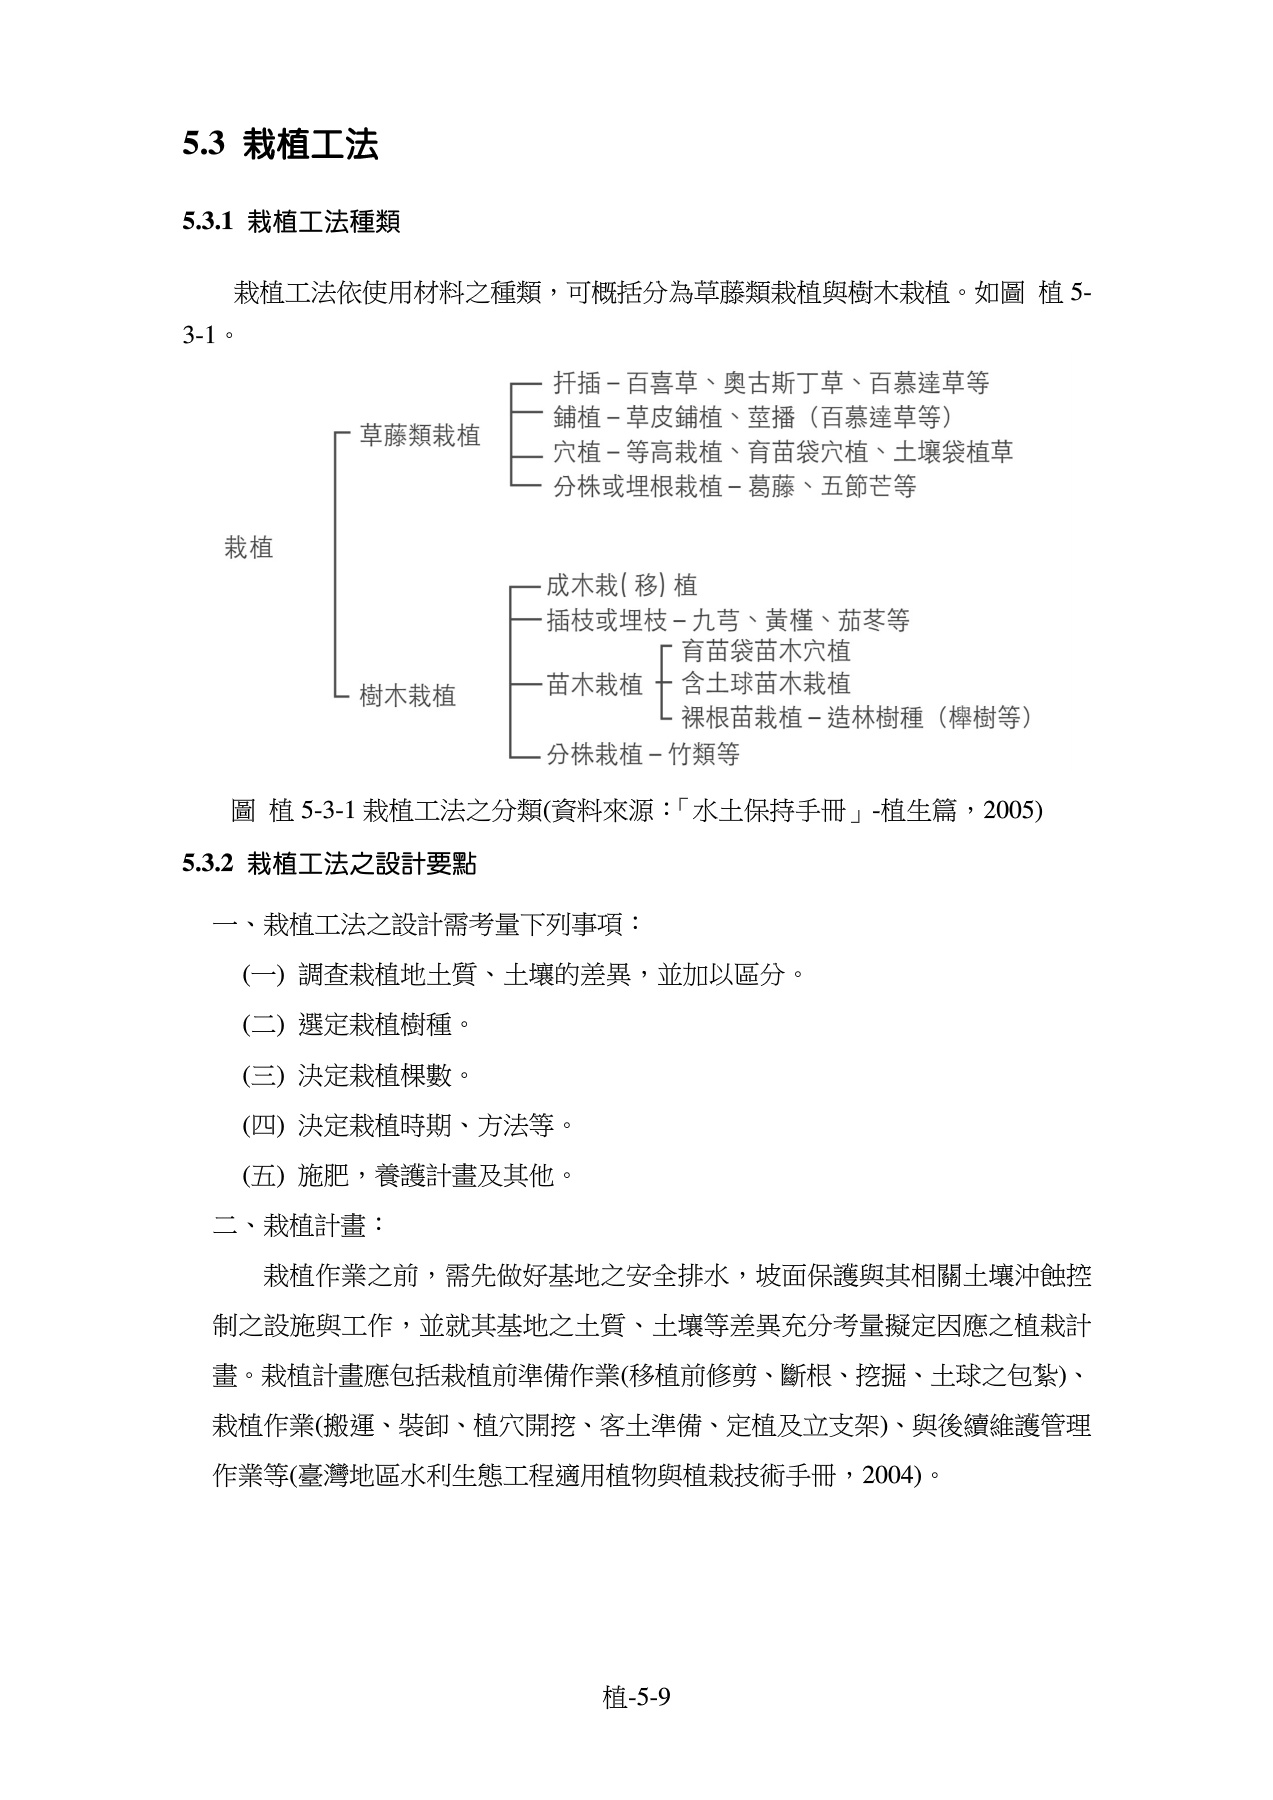 5.3 栽植工法
5.3.1 栽植工法種類
栽植工法依使用材料之種類，可概括分為草藤類栽植與樹木栽植。如圖 植 5-
3-1。
扦插 – 百喜草、奧古斯丁草、百慕達草等
鋪植 – 草皮鋪植、莖播（百慕達草等）
草藤類栽植
穴植 – 等高栽植、育苗袋穴植、土壤袋植草
分株或埋根栽植 – 葛藤、五節芒等
栽植
成木栽( 移) 植
插枝或埋枝 – 九芎、黃槿、茄苳等
育苗袋苗木穴植
苗木栽植
含土球苗木栽植
樹木栽植
裸根苗栽植 – 造林樹種（櫸樹等）
分株栽植 – 竹類等
圖 植 5-3-1 栽植工法之分類(資料來源：「水土保持手冊」-植生篇，2005)
5.3.2 栽植工法之設計要點
一、栽植工法之設計需考量下列事項：
(一) 調查栽植地土質、土壤的差異，並加以區分。
(二) 選定栽植樹種。
(三) 決定栽植棵數。
(四) 決定栽植時期、方法等。
(五) 施肥，養護計畫及其他。
二、栽植計畫：
栽植作業之前，需先做好基地之安全排水，坡面保護與其相關土壤沖蝕控
制之設施與工作，並就其基地之土質、土壤等差異充分考量擬定因應之植栽計
畫。栽植計畫應包括栽植前準備作業(移植前修剪、斷根、挖掘、土球之包紮)、
栽植作業(搬運、裝卸、植穴開挖、客土準備、定植及立支架)、與後續維護管理
作業等(臺灣地區水利生態工程適用植物與植栽技術手冊，2004)。
植-5-9